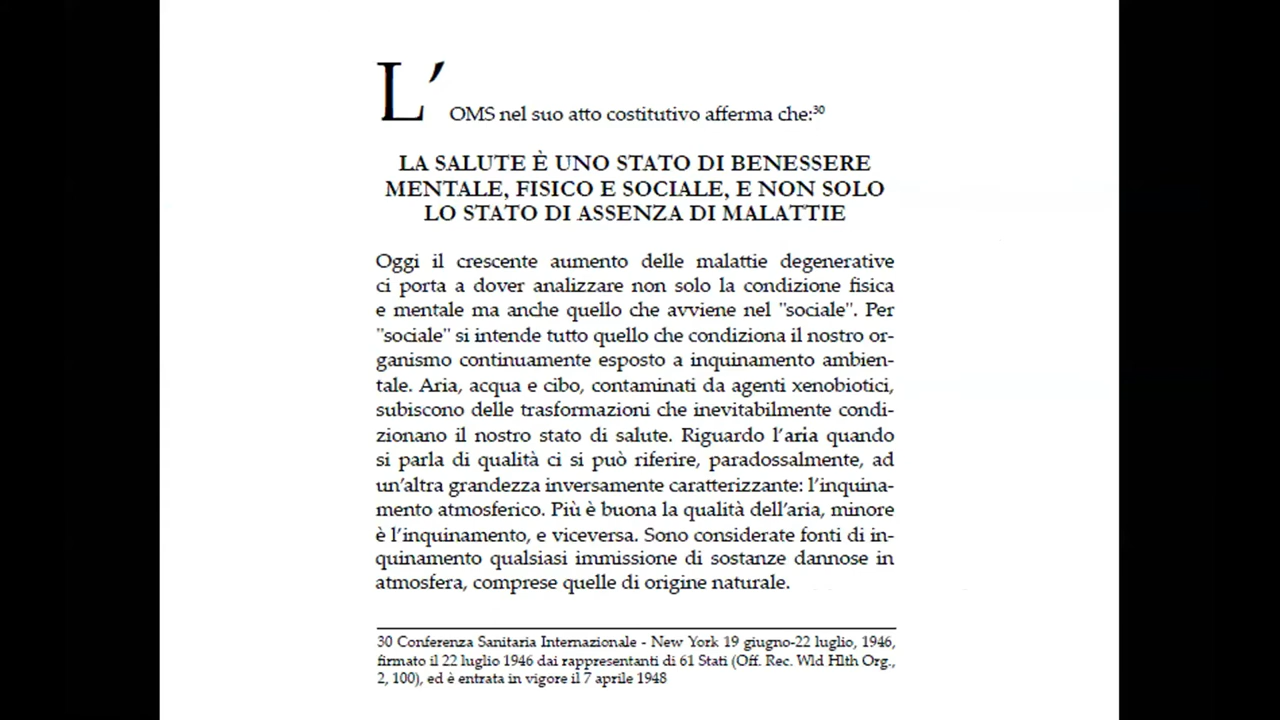 L' OMS nel suo atto costitutivo afferma che:³⁰
LA SALUTE È UNO STATO DI BENESSERE
MENTALE, FISICO E SOCIALE, E NON SOLO
LO STATO DI ASSENZA DI MALATTIE
Oggi il crescente aumento delle malattie degenerative
ci porta a dover analizzare non solo la condizione fisica
e mentale ma anche quello che avviene nel "sociale". Per
"sociale" si intende tutto quello che condiziona il nostro or-
ganismo continuamente esposto a inquinamento ambien-
tale. Aria, acqua e cibo, contaminati da agenti xenobiotici,
subiscono delle trasformazioni che inevitabilmente condi-
zionano il nostro stato di salute. Riguardo l'aria quando
si parla di qualità ci si può riferire, paradossalmente, ad
un'altra grandezza inversamente caratterizzante: l'inquina-
mento atmosferico. Più è buona la qualità dell'aria, minore
è l'inquinamento, e viceversa. Sono considerate fonti di in-
quinamento qualsiasi immissione di sostanze dannose in
atmosfera, comprese quelle di origine naturale.
30 Conferenza Sanitaria Internazionale - New York 19 giugno-22 luglio, 1946,
firmato il 22 luglio 1946 dai rappresentanti di 61 Stati (Off. Rec. Wld Hlth Org.,
2, 100), ed è entrata in vigore il 7 aprile 1948